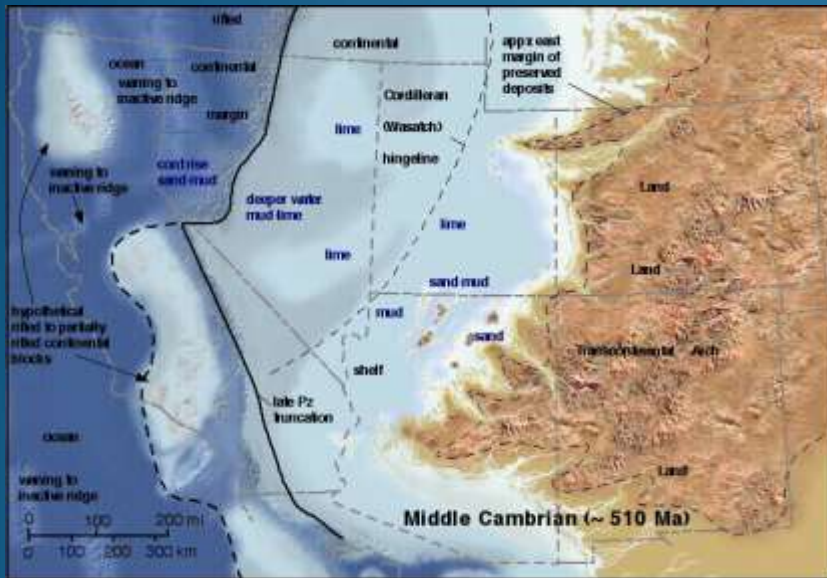 rifted
continental
margin
ocean
waning to
inactive ridge
continental
appx east
margin of
preserved
deposits
Cordilleran
(Wasatch)
hingeline
lime
cont rise
sand-mud
waning to
inactive ridge
deeper water
mud-lime
lime
lime
sand-mud
mud
sand
Land
Land
hypothetical
rifted to partially
rifted continental
blocks
shelf
Transcontinental Arch
late Pz
truncation
ocean
waning to
inactive ridge
Land
Middle Cambrian (~ 510 Ma)
0 100 200 mi
0 100 200 300 km